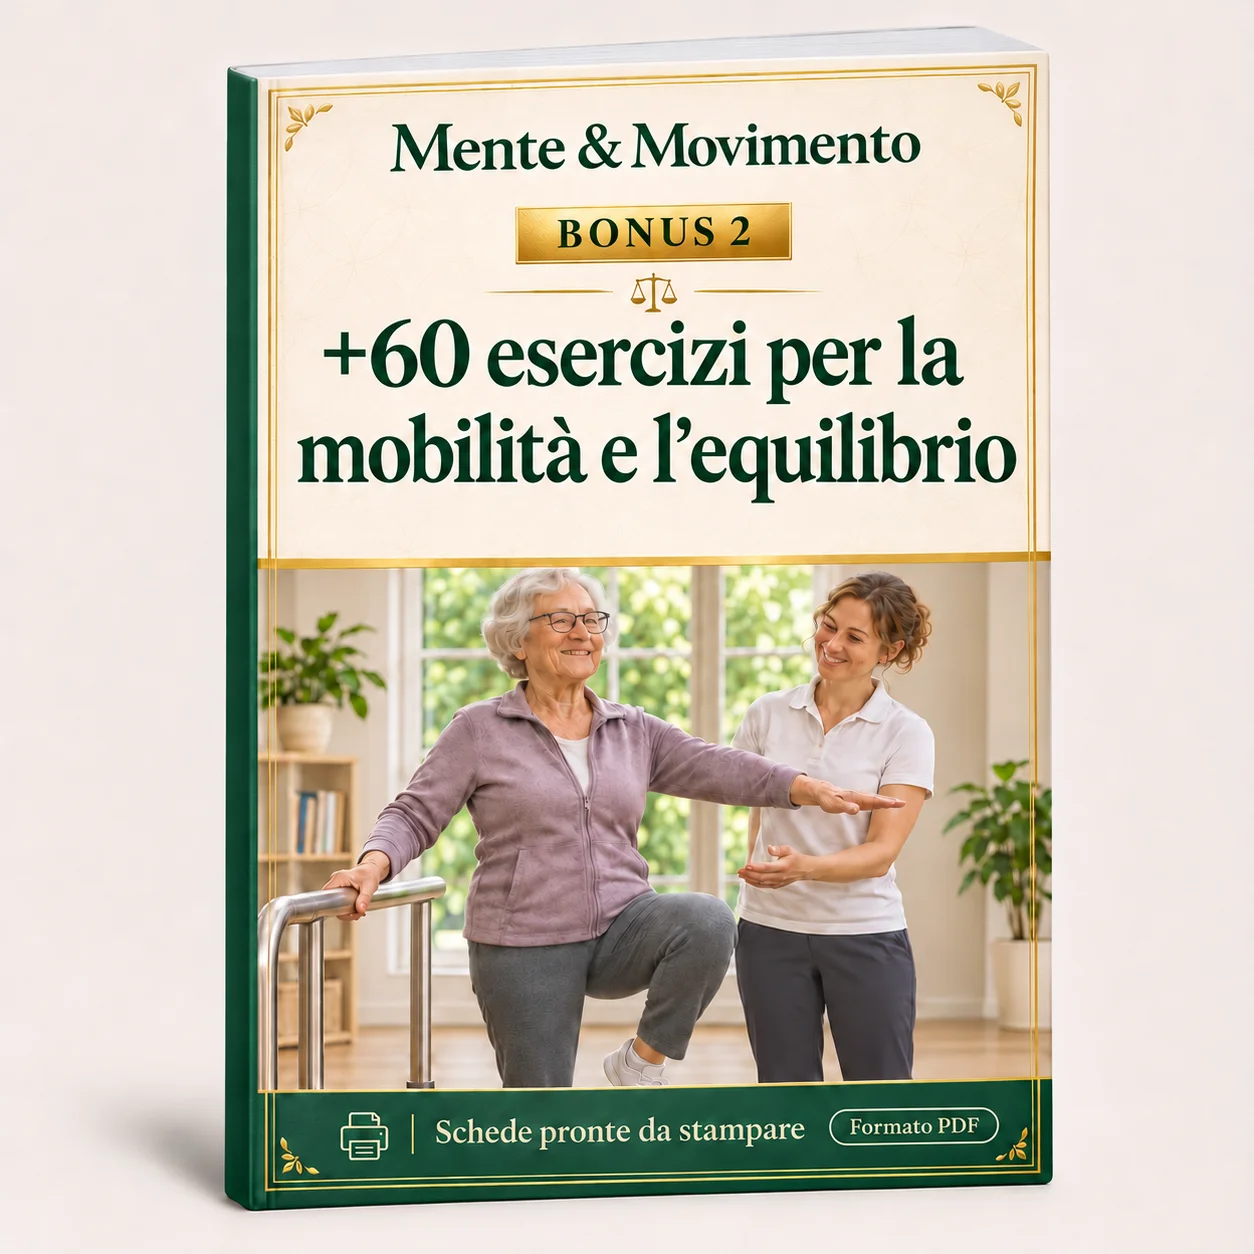 Mente & Movimento
BONUS 2
+60 esercizi per la
mobilità e l’equilibrio
Schede pronte da stampare
Formato PDF